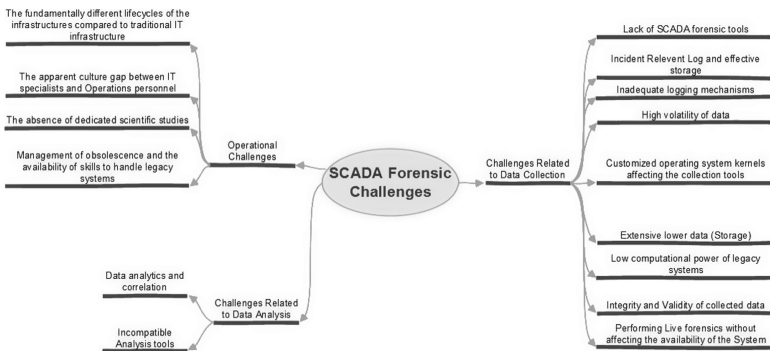 The fundamentally different lifecycles of the
infrastructures compared to traditional IT
infrastructure
The apparent culture gap between IT
specialists and Operations personnel
The absence of dedicated scientific studies
Management of obsolescence and the
availability of skills to handle legacy
systems
Operational
Challenges
Data analytics and
correlation
Incompatible
Analysis tools
Challenges Related
to Data Analysis
SCADA Forensic
Challenges
Challenges Related
to Data Collection
Lack of SCADA forensic tools
Incident Relevent Log and effective
storage
Inadequate logging mechanisms
High volatility of data
Customized operating system kernels
affecting the collection tools
Extensive lower data (Storage)
Low computational power of legacy
systems
Integrity and Validity of collected data
Performing Live forensics without
affecting the availability of the System